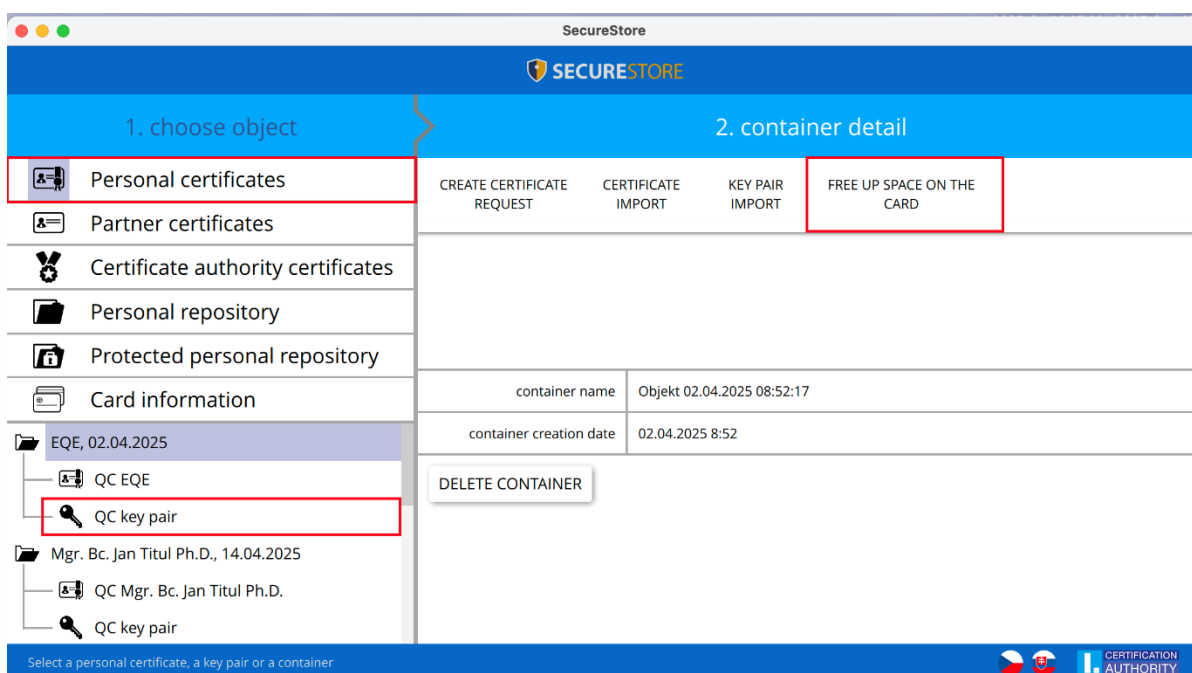 SecureStore
SECURESTORE
1. choose object
2. container detail
Personal certificates
Partner certificates
Certificate authority certificates
Personal repository
Protected personal repository
Card information
EQE, 02.04.2025
QC EQE
QC key pair
Mgr. Bc. Jan Titul Ph.D., 14.04.2025
QC Mgr. Bc. Jan Titul Ph.D.
QC key pair
CREATE CERTIFICATE
REQUEST
CERTIFICATE
IMPORT
KEY PAIR
IMPORT
FREE UP SPACE ON THE
CARD
container name Objekt 02.04.2025 08:52:17
container creation date 02.04.2025 8:52
DELETE CONTAINER
Select a personal certificate, a key pair or a container
CERTIFICATION
AUTHORITY